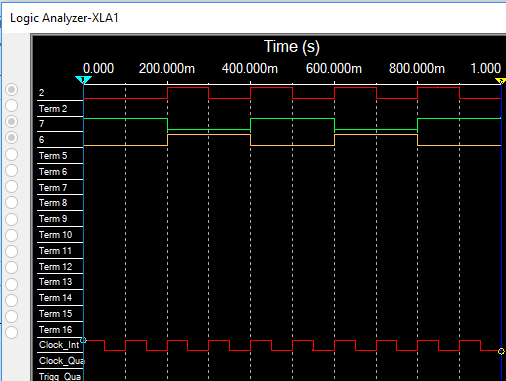 Logic Analyzer-XLA1
Time (s)
0.000 200.000m 400.000m 600.000m 800.000m 1.000
2
Term 2
7
6
Term 5
Term 6
Term 7
Term 8
Term 9
Term 10
Term 11
Term 12
Term 13
Term 14
Term 15
Term 16
Clock_Int
Clock_Qua
Trigg_Qua